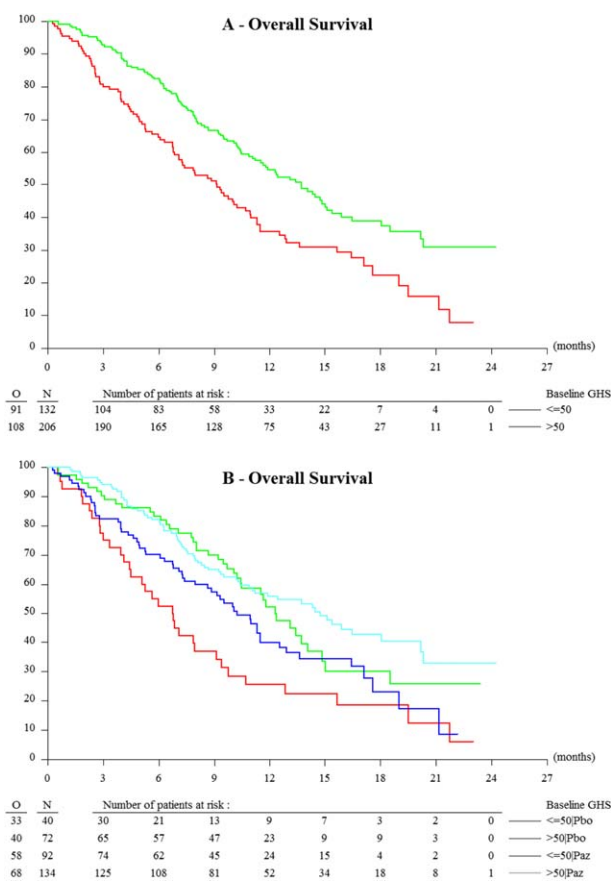 A - Overall Survival
100
90
80
70
60
50
40
30
20
10
0
(months)
0 3 6 9 12 15 18 21 24 27
O N Number of patients at risk : Baseline GHS
91 132 104 83 58 33 22 7 4 0 <=50
108 206 190 165 128 75 43 27 11 1 >50
B - Overall Survival
100
90
80
70
60
50
40
30
20
10
0
(months)
0 3 6 9 12 15 18 21 24 27
O N Number of patients at risk : Baseline GHS
33 40 30 21 13 9 7 3 2 0 <=50|Pbo
40 72 65 57 47 23 9 9 3 0 >50|Pbo
58 92 74 62 45 24 15 4 2 0 <=50|Paz
68 134 125 108 81 52 34 18 8 1 >50|Paz